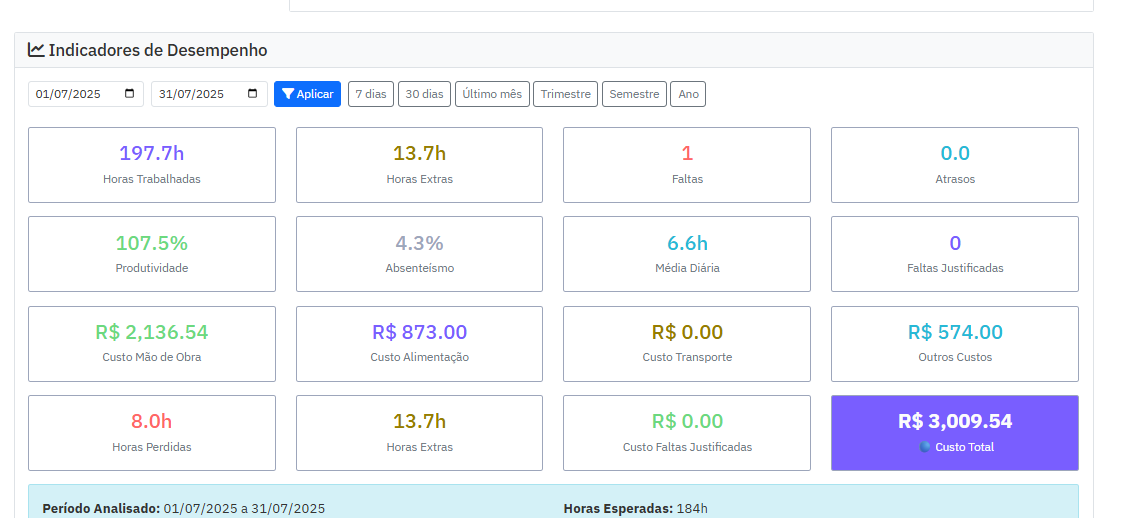 Indicadores de Desempenho
01/07/2025 31/07/2025 Aplicar 7 dias 30 dias Último mês Trimestre Semestre Ano
197.7h 13.7h 1 0.0
Horas Trabalhadas Horas Extras Faltas Atrasos
107.5% 4.3% 6.6h 0
Produtividade Absenteísmo Média Diária Faltas Justificadas
R$ 2,136.54 R$ 873.00 R$ 0.00 R$ 574.00
Custo Mão de Obra Custo Alimentação Custo Transporte Outros Custos
8.0h 13.7h R$ 0.00 R$ 3,009.54
Horas Perdidas Horas Extras Custo Faltas Justificadas Custo Total
Período Analisado: 01/07/2025 a 31/07/2025 Horas Esperadas: 184h